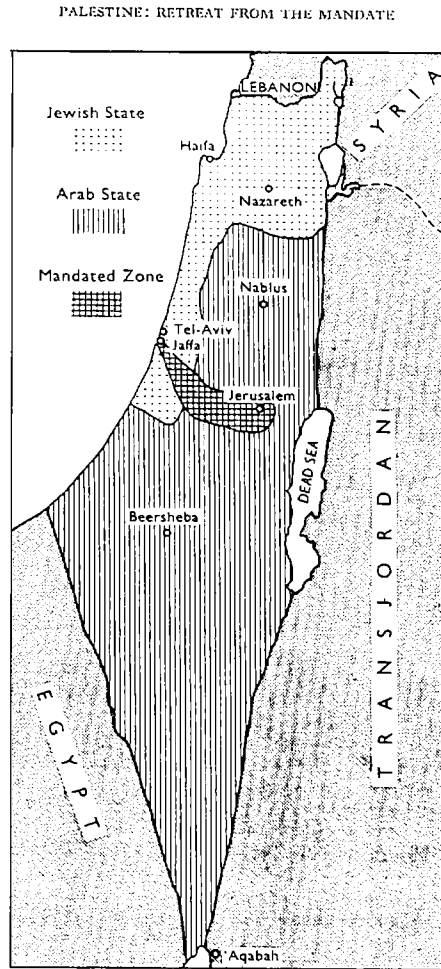 PALESTINE: RETREAT FROM THE MANDATE
LEBANON
SYRIA
Jewish State
Haifa
Nazareth
Arab State
Nablus
Mandated Zone
Tel-Aviv
Jaffa
Jerusalem
DEAD SEA
TRANSJORDAN
Beersheba
EGYPT
'Aqabah